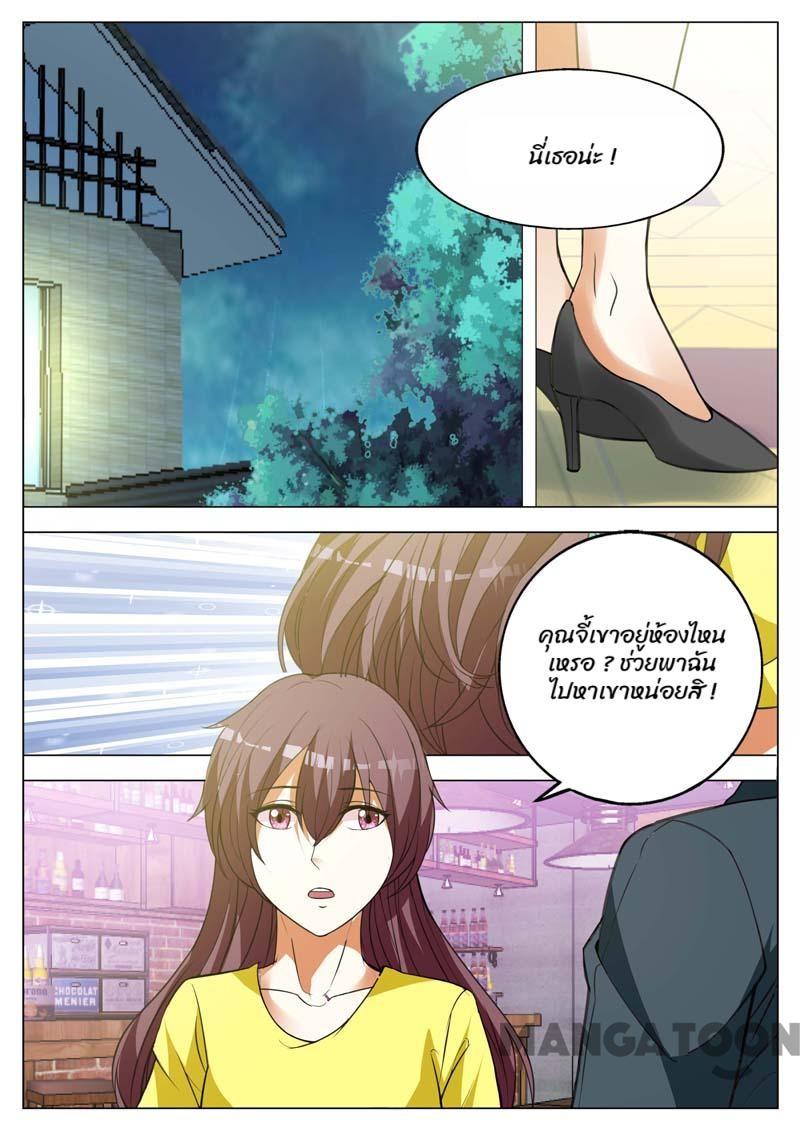 นี่เธอน่ะ !
คุณจี้เขาอยู่ห้องไหน
เหรอ ? ช่วยพาฉัน
ไปหาเขาหน่อยสิ !
CHOCOLAT
MENIER
MANGATOON